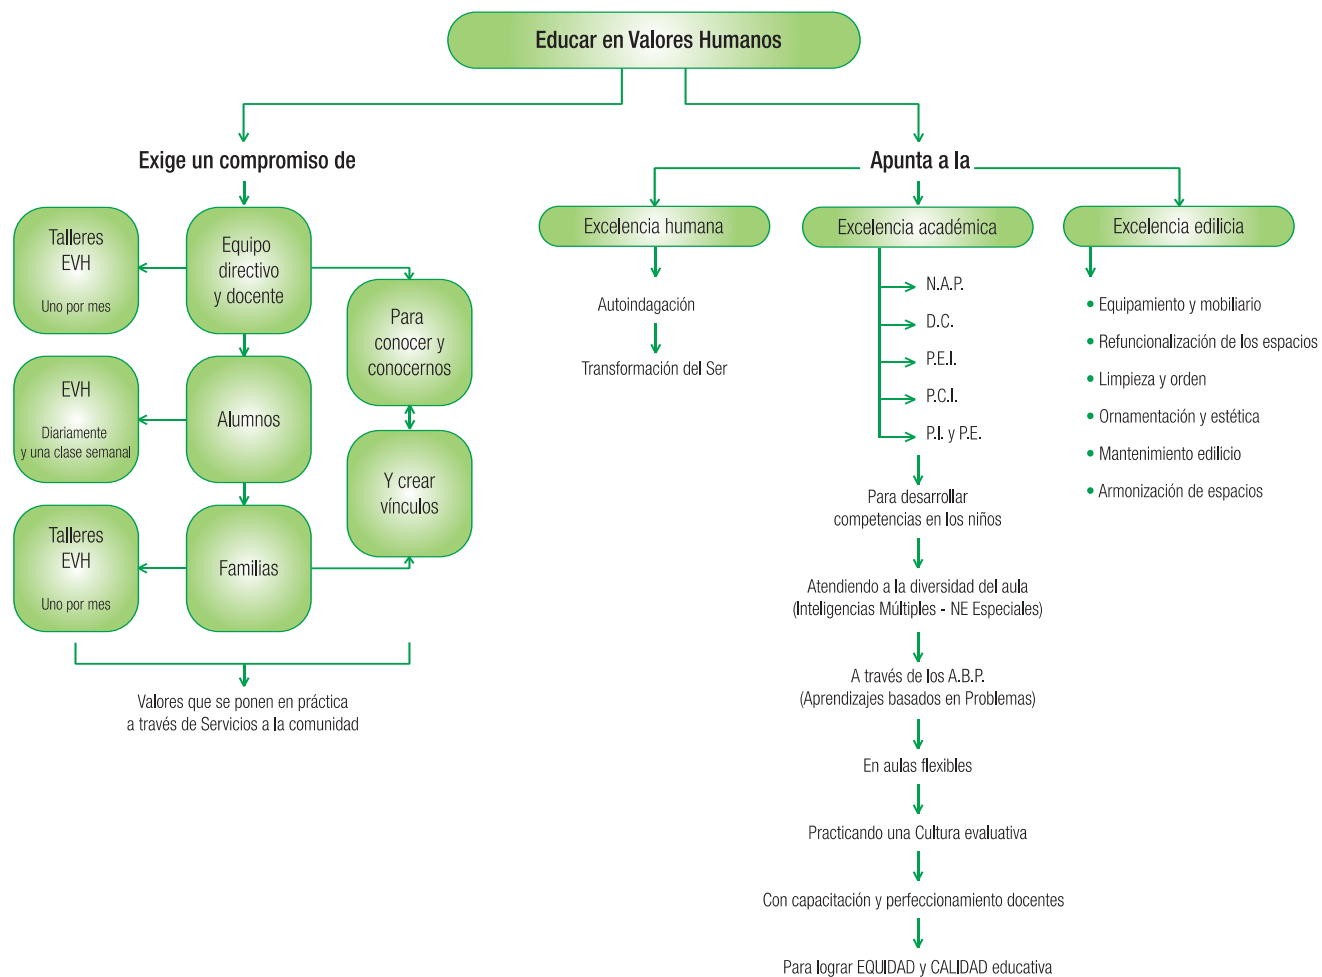 Educar en Valores Humanos
Exige un compromiso de
Talleres
EVH
Uno por mes
Equipo
directivo
y docente
Para
conocer y
conocernos
EVH
Diariamente
y una clase semanal
Alumnos
Y crear
vínculos
Talleres
EVH
Uno por mes
Familias
Valores que se ponen en práctica
a través de Servicios a la comunidad
Apunta a la
Excelencia humana
Autoindagación
Transformación del Ser
Excelencia académica
N.A.P.
D.C.
P.E.I.
P.C.I.
P.I. y P.E.
Para desarrollar
competencias en los niños
Atendiendo a la diversidad del aula
(Inteligencias Múltiples - NE Especiales)
A través de los A.B.P.
(Aprendizajes basados en Problemas)
En aulas flexibles
Practicando una Cultura evaluativa
Con capacitación y perfeccionamiento docentes
Para lograr EQUIDAD y CALIDAD educativa
Excelencia edilicia
• Equipamiento y mobiliario
• Refuncionalización de los espacios
• Limpieza y orden
• Ornamentación y estética
• Mantenimiento edilicio
• Armonización de espacios